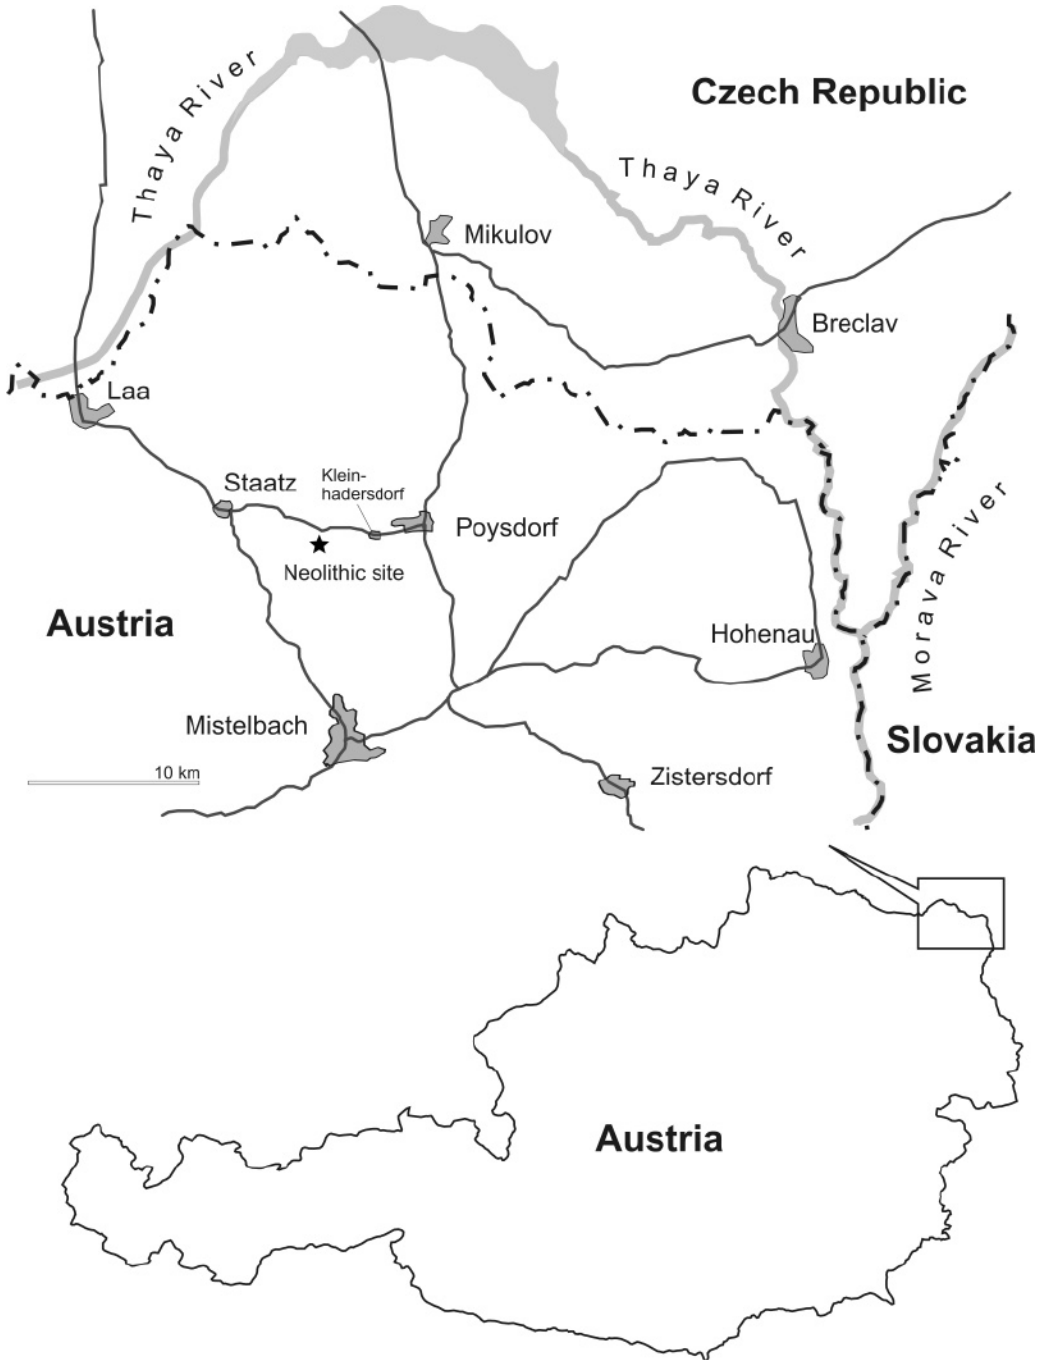 Thaya River
Czech Republic
Thaya River
Mikulov
Breclav
Laa
Staatz
Klein-
hadersdorf
Poysdorf
Neolithic site
Morava River
Austria
Hohenau
Mistelbach
Slovakia
10 km
Zistersdorf
Austria